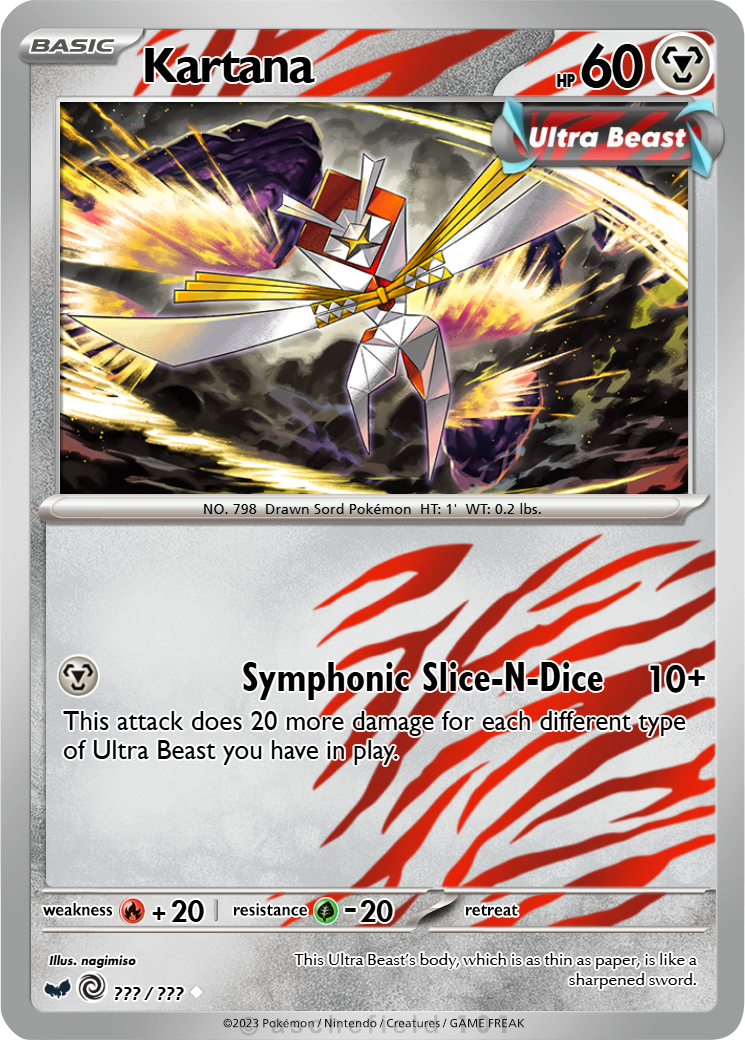 BASIC
Kartana
HP 60
Ultra Beast
NO. 798 Drawn Sord Pokémon HT: 1' WT: 0.2 lbs.
Symphonic Slice-N-Dice 10+
This attack does 20 more damage for each different type
of Ultra Beast you have in play.
weakness +20 resistance -20 retreat
Illus. nagimiso
This Ultra Beast's body, which is as thin as paper, is like a
sharpened sword.
??? / ???
©2023 Pokémon / Nintendo / Creatures / GAME FREAK